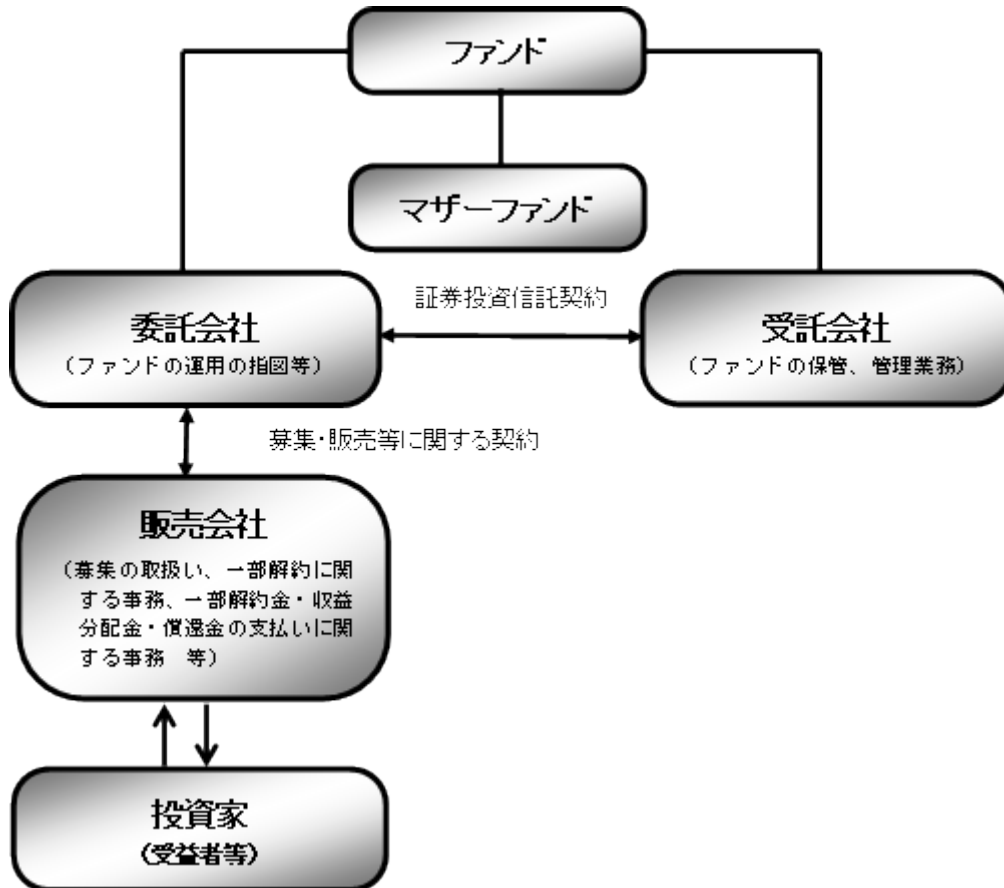 ファンド
マザーファンド
証券投資信託契約
委託会社
（ファンドの運用の指図等）
受託会社
（ファンドの保管、管理業務）
募集・販売等に関する契約
販売会社
（募集の取扱い、一部解約に関
する事務、一部解約金・収益
分配金・償還金の支払いに関
する事務　等）
投資家
（受益者等）